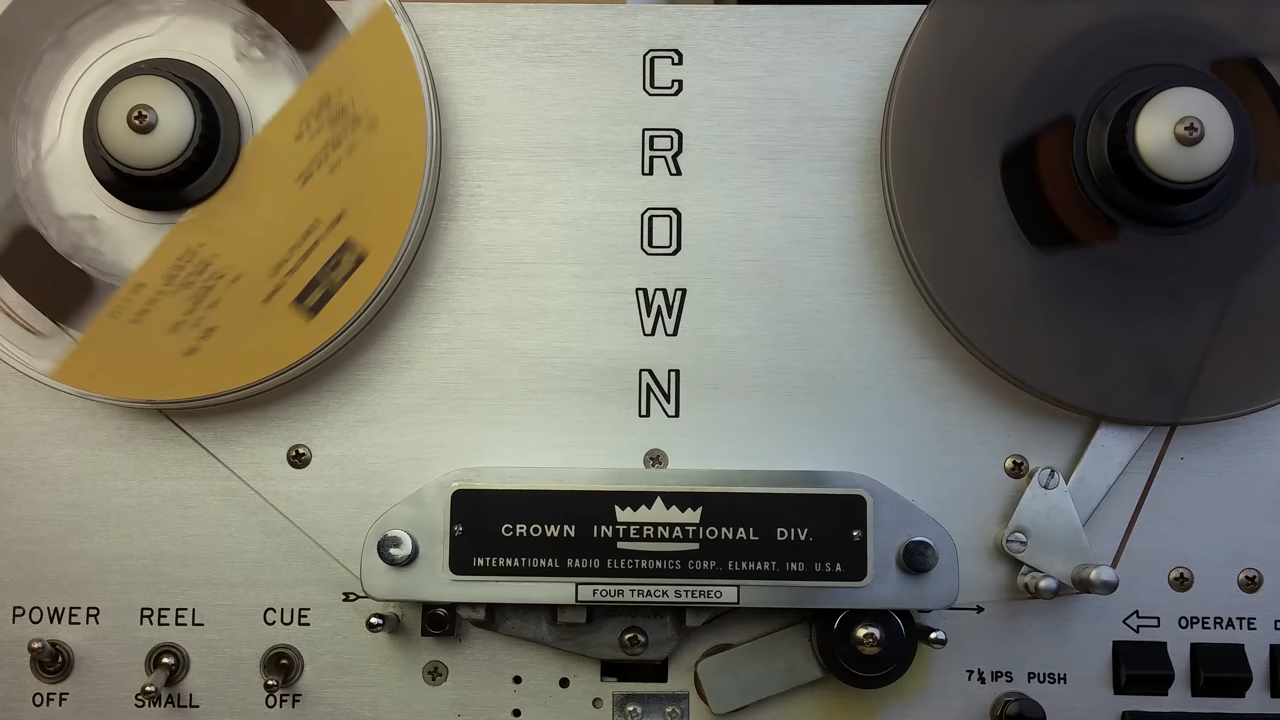 C
R
O
W
N
CROWN INTERNATIONAL DIV.
INTERNATIONAL RADIO ELECTRONICS CORP., ELKHART, IND. U.S.A.
FOUR TRACK STEREO
POWER REEL CUE
OFF SMALL OFF
OPERATE
7½ IPS PUSH